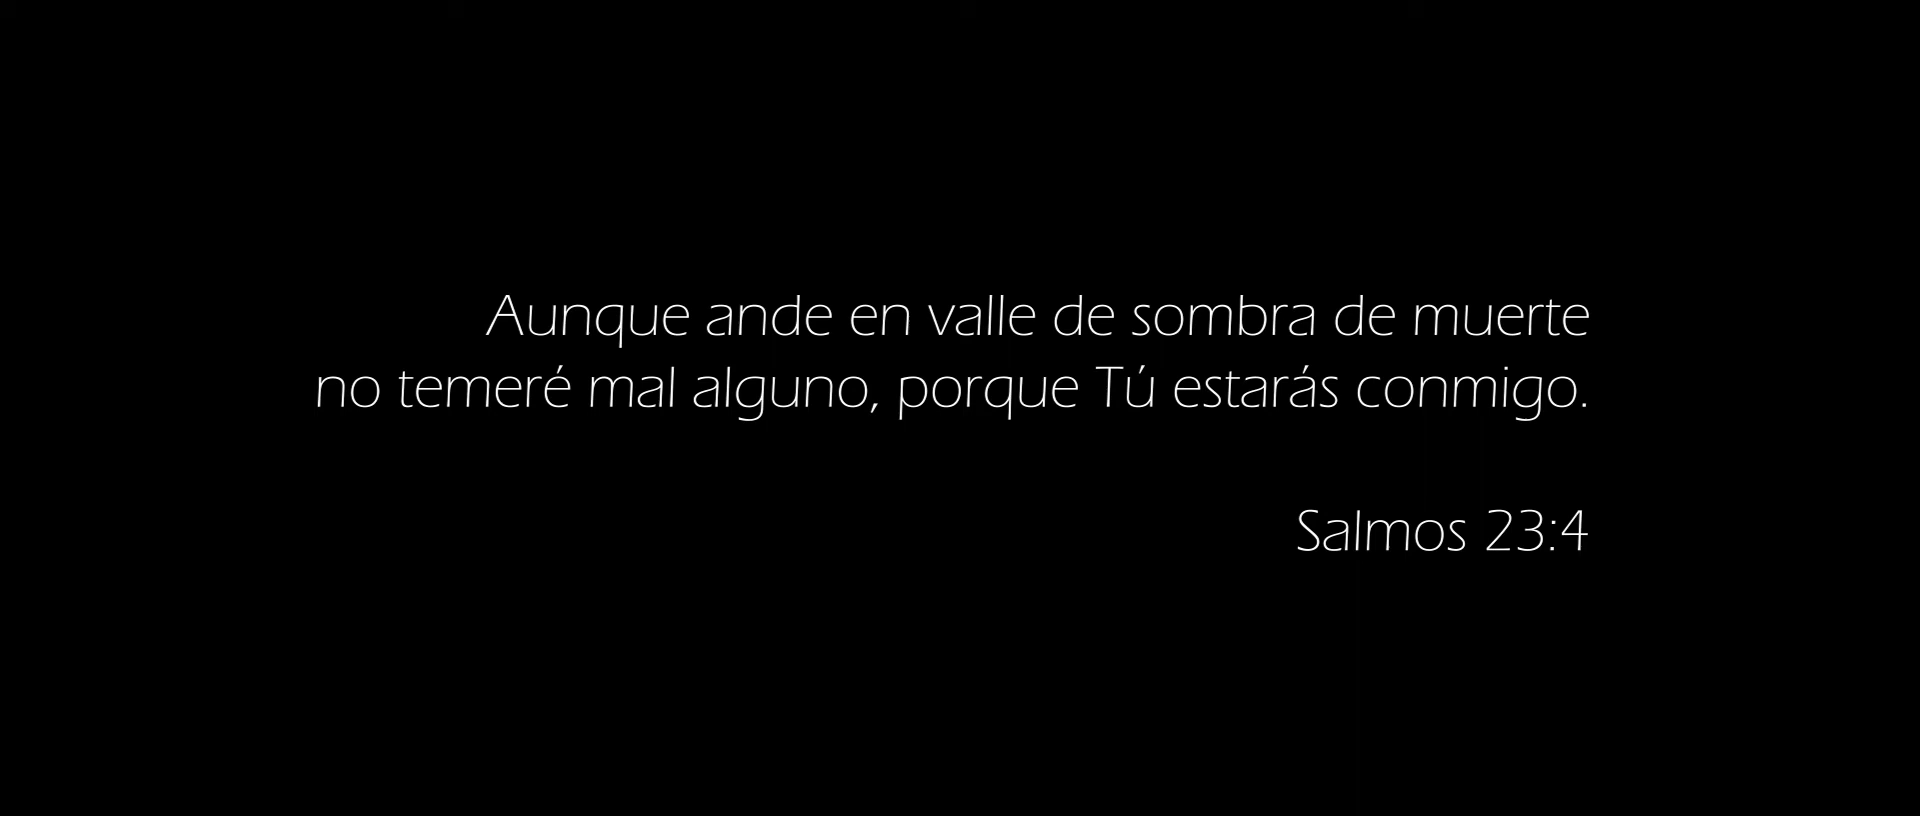 Aunque ande en valle de sombra de muerte
no temeré mal alguno, porque Tú estarás conmigo.
Salmos 23:4